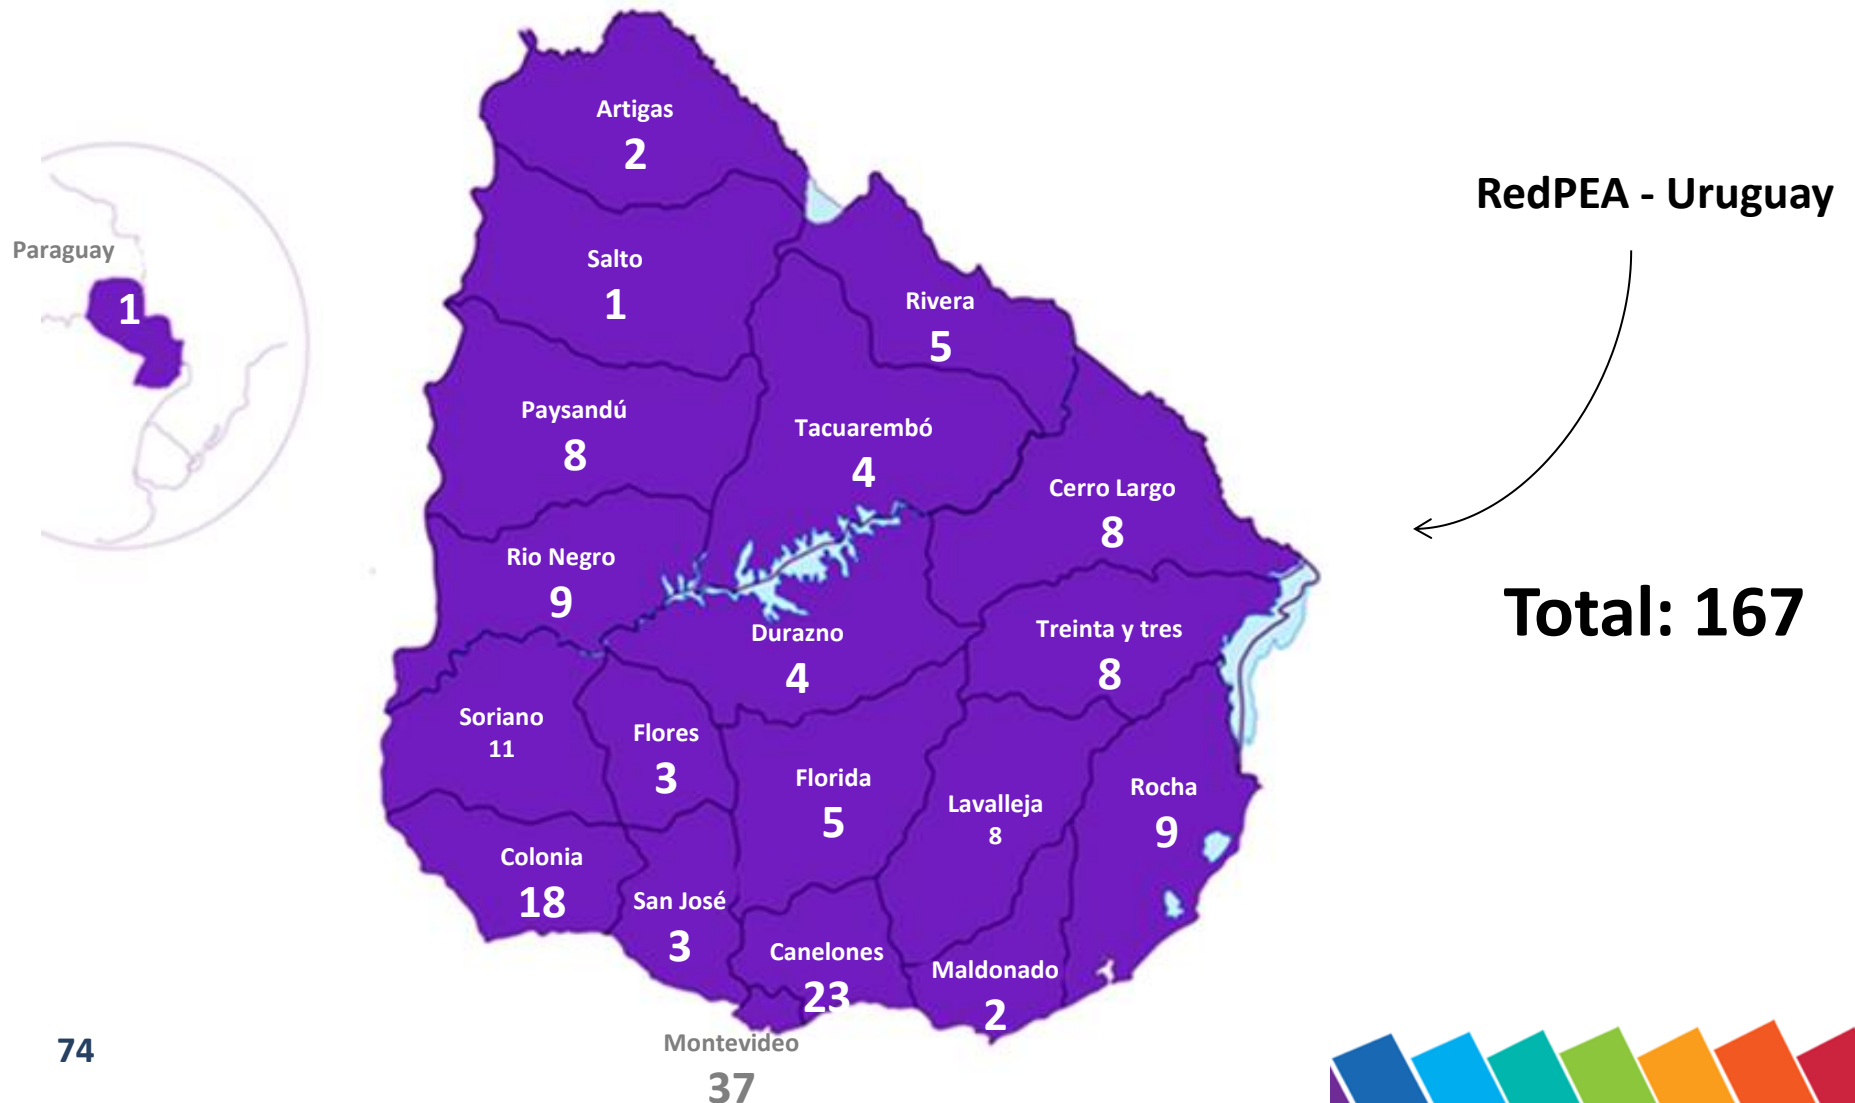 Artigas
2
RedPEA - Uruguay
Paraguay
1
Salto
1
Rivera
5
Paysandú
8
Tacuarembó
4
Cerro Largo
8
Rio Negro
9
Total: 167
Durazno
4
Treinta y tres
8
Soriano
11
Flores
3
Florida
5
Lavalleja
8
Rocha
9
Colonia
18
San José
3
Canelones
23
Maldonado
2
Montevideo
37
74